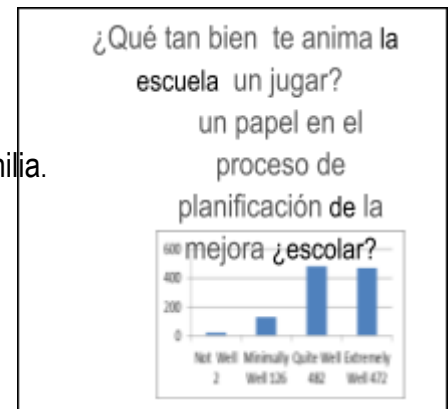 ¿Qué tan bien te anima la
escuela un jugar?
un papel en el
ilia.
proceso de
planificación de la
mejora ¿escolar?
600
400
200
0
Not Well Minimally Quite Well Extremely
2 Well 126 482 Well 472